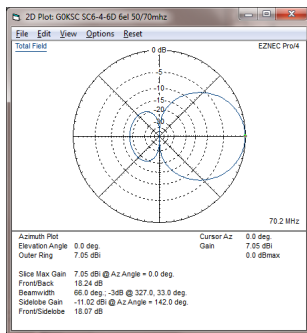 2D Plot: G0KSC SC6-4-6D 6el 50/70mhz
File Edit View Options Reset
Total Field
0 dB
EZNEC Pro/4
-5
-10
-15
-20
-30
70.2 MHz
Azimuth Plot
Cursor Az 0.0 deg.
Elevation Angle 0.0 deg.
Gain 7.05 dBi
Outer Ring 7.05 dBi
0.0 dBmax
Slice Max Gain 7.05 dBi @ Az Angle = 0.0 deg.
Front/Back 18.24 dB
Beamwidth 66.0 deg.; -3dB @ 327.0, 33.0 deg.
Sidelobe Gain -11.02 dBi @ Az Angle = 142.0 deg.
Front/Sidelobe 18.07 dB